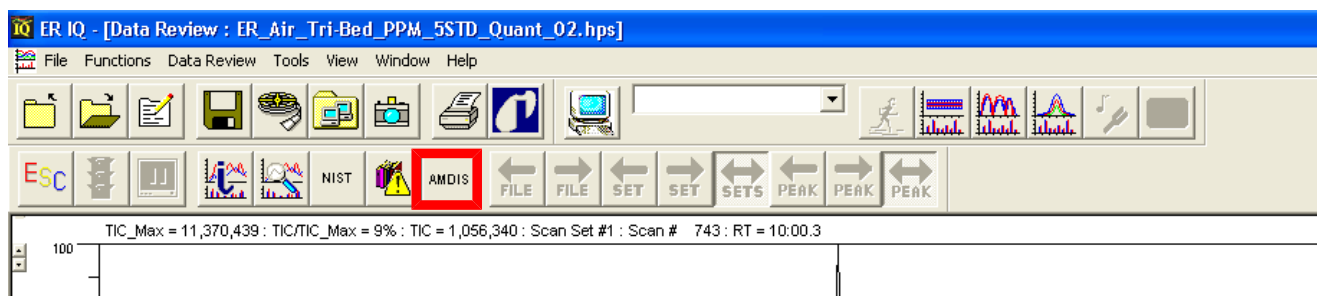 ER IQ - [Data Review : ER_Air_Tri-Bed_PPM_5STD_Quant_02.hps]
File Functions Data Review Tools View Window Help
ESC NIST AMDIS FILE FILE SET SET SETS PEAK PEAK PEAK
TIC_Max = 11,370,439 : TIC/TIC_Max = 9% : TIC = 1,056,340 : Scan Set #1 : Scan # 743 : RT = 10:00.3
100